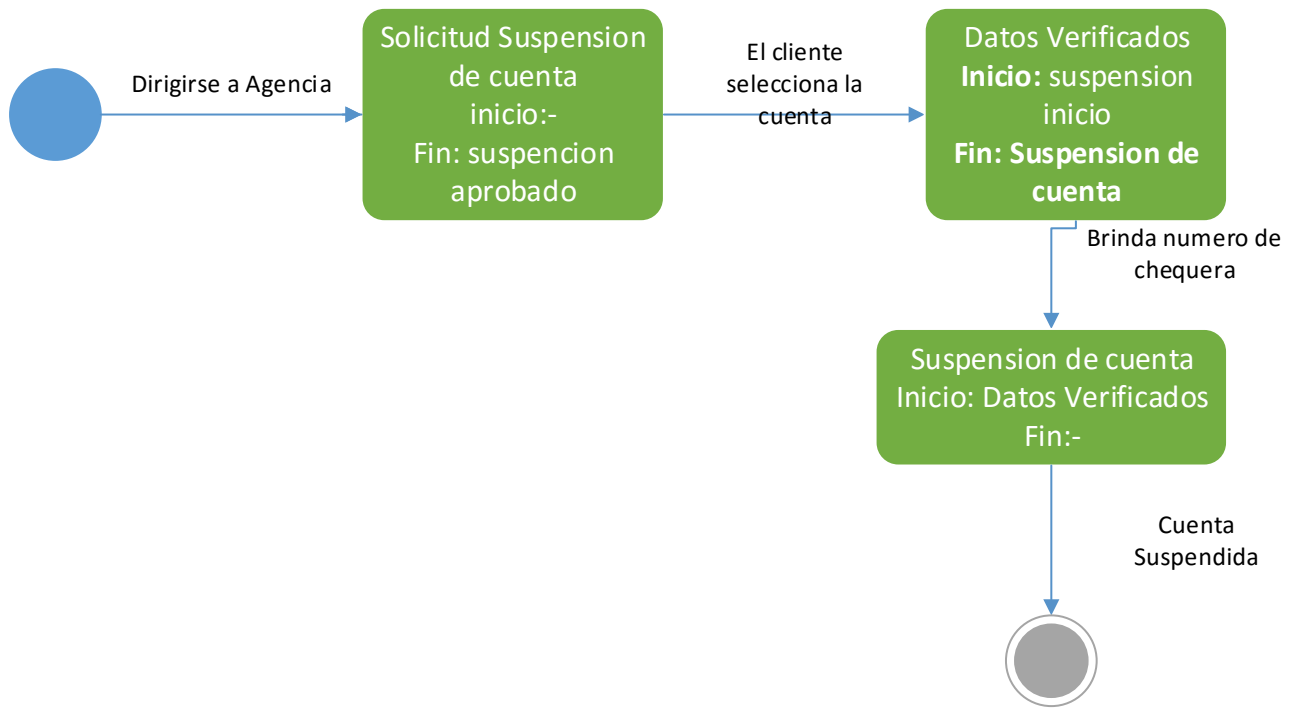 Dirigirse a Agencia
Solicitud Suspension
de cuenta
inicio:-
Fin: suspencion
aprobado
El cliente
selecciona la
cuenta
Datos Verificados
Inicio: suspension
inicio
Fin: Suspension de
cuenta
Brinda numero de
chequera
Suspension de cuenta
Inicio: Datos Verificados
Fin:-
Cuenta
Suspendida